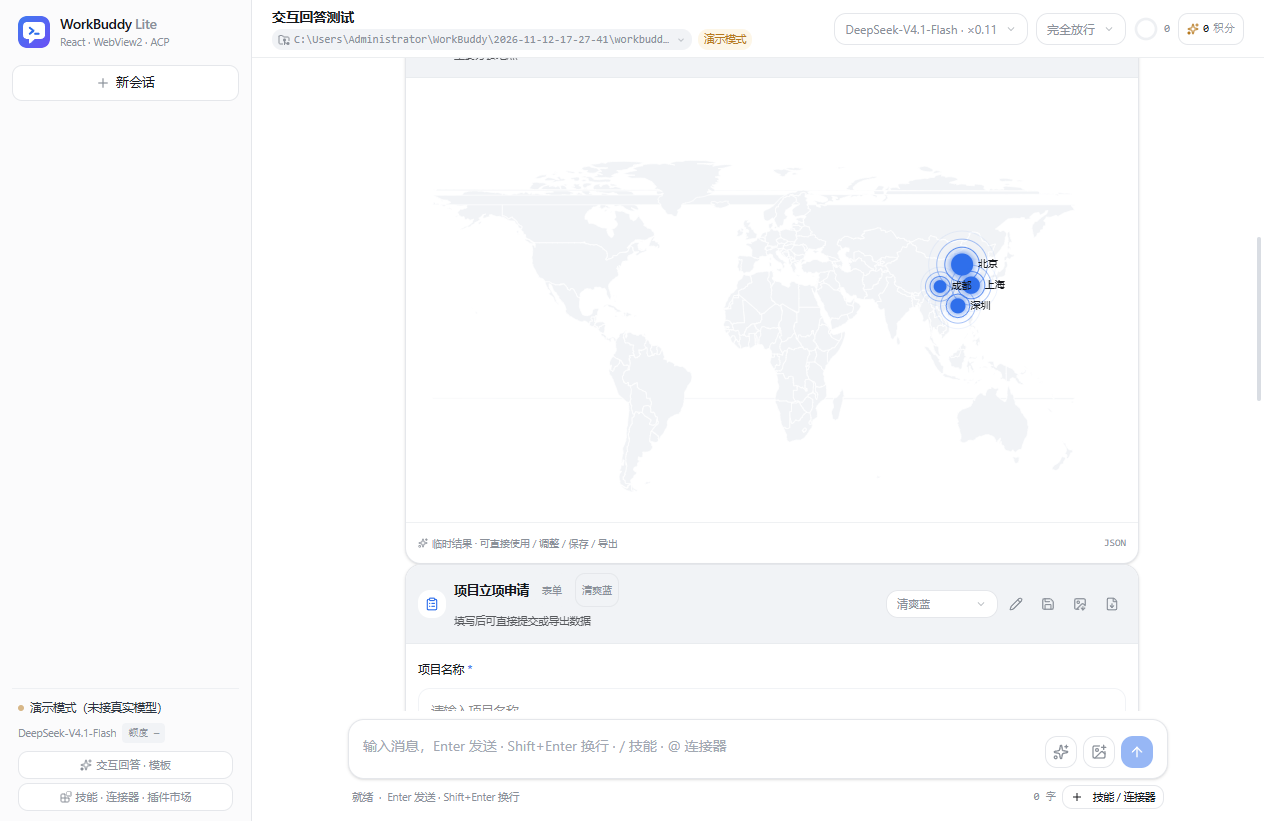 WorkBuddy Lite
React · WebView2 · ACP
新会话
演示模式（未接真实模型）
DeepSeek-V4.1-Flash 额度 –
交互回答 · 模板
技能 · 连接器 · 插件市场
交互回答测试
C:\Users\Administrator\WorkBuddy\2026-11-12-17-27-41\workbudd…
演示模式
DeepSeek-V4.1-Flash · ×0.11
完全放行
0
0 积分
北京
成都
上海
深圳
临时结果 · 可直接使用 / 调整 / 保存 / 导出
JSON
项目立项申请 表单 清爽蓝
填写后可直接提交或导出数据
清爽蓝
项目名称 *
请输入项目名称
输入消息，Enter 发送 · Shift+Enter 换行 · / 技能 · @ 连接器
就绪 · Enter 发送 · Shift+Enter 换行
0 字
技能 / 连接器